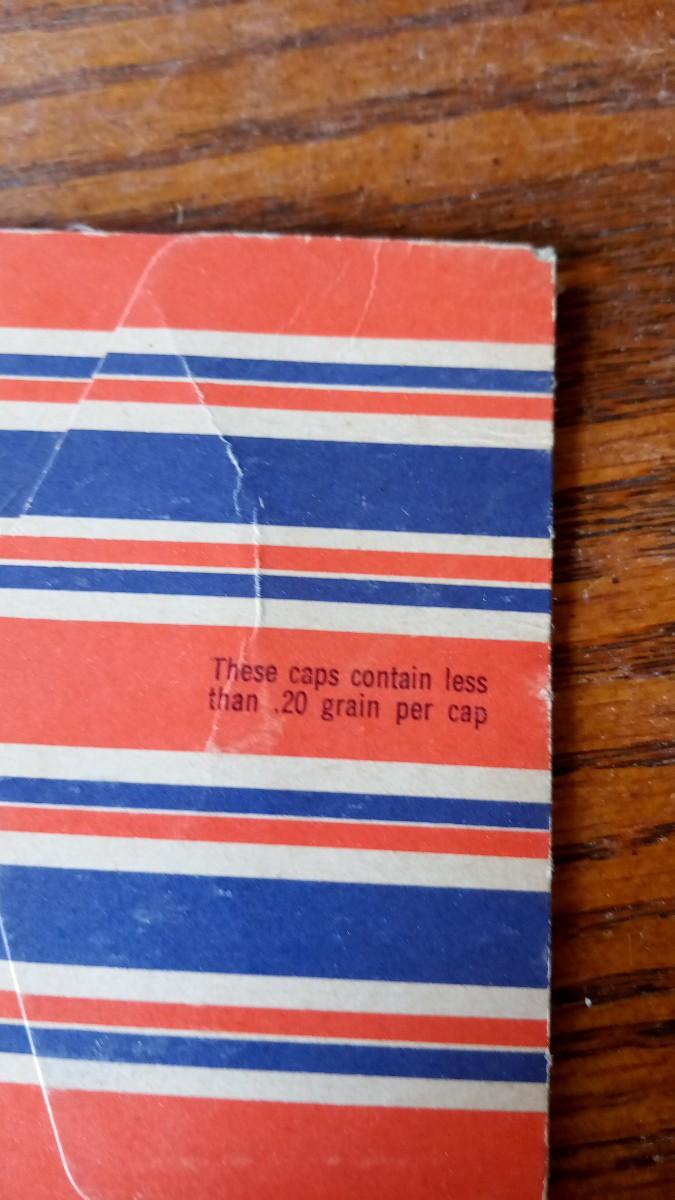 These caps contain less
than .20 grain per cap